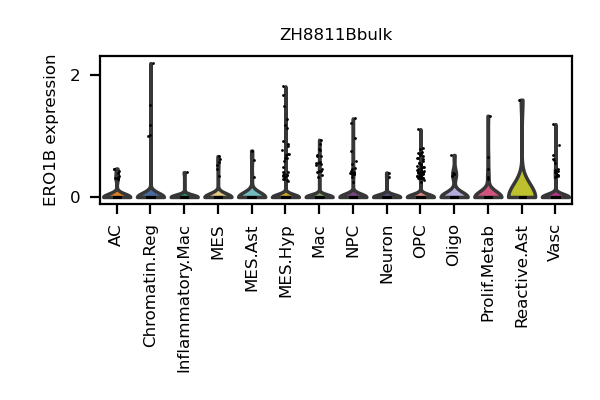 ZH8811Bbulk
ERO1B expression
2
0
AC
Chromatin.Reg
Inflammatory.Mac
MES
MES.Ast
MES.Hyp
Mac
NPC
Neuron
OPC
Oligo
Prolif.Metab
Reactive.Ast
Vasc